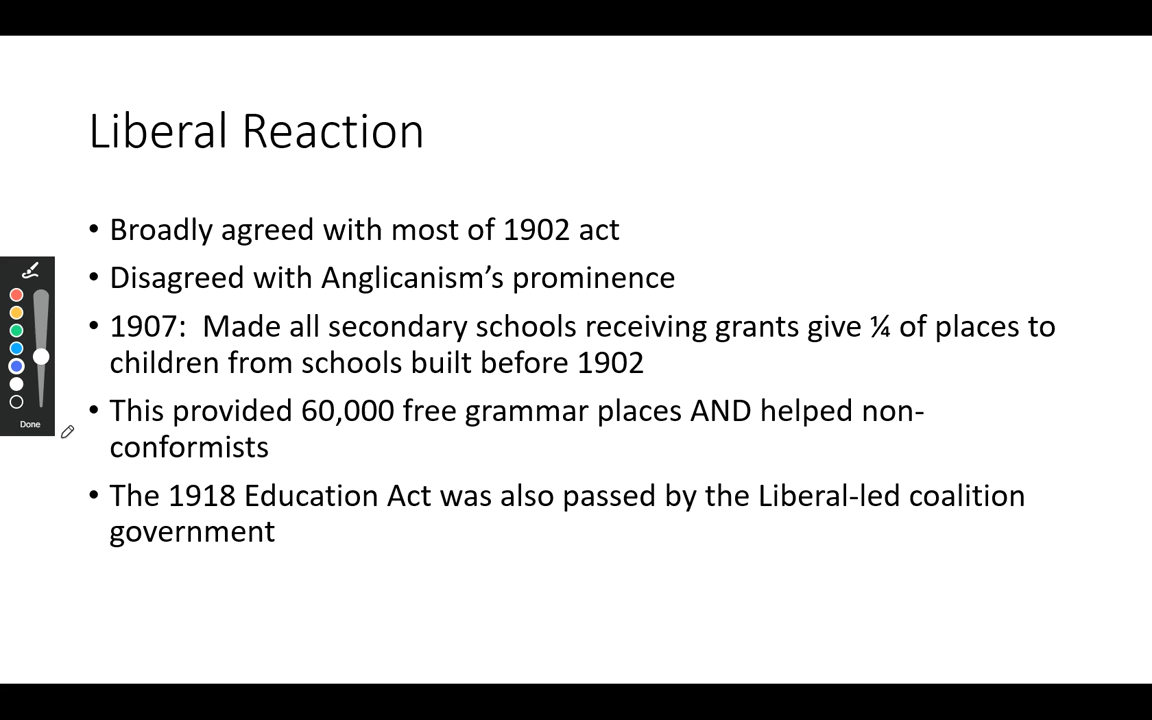 Liberal Reaction
• Broadly agreed with most of 1902 act
• Disagreed with Anglicanism’s prominence
• 1907:  Made all secondary schools receiving grants give ¼ of places to
children from schools built before 1902
• This provided 60,000 free grammar places AND helped non-
conformists
• The 1918 Education Act was also passed by the Liberal-led coalition
government
Done